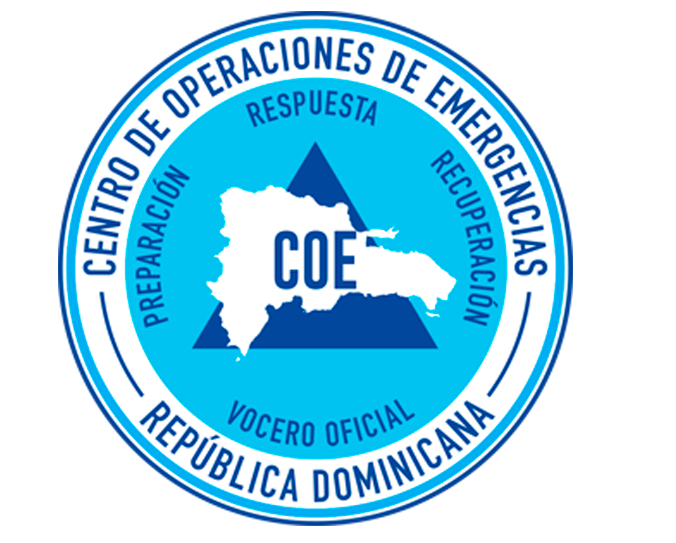 CENTRO DE OPERACIONES DE EMERGENCIAS
RESPUESTA
PREPARACIÓN
RECUPERACIÓN
COE
VOCERO OFICIAL
REPÚBLICA DOMINICANA